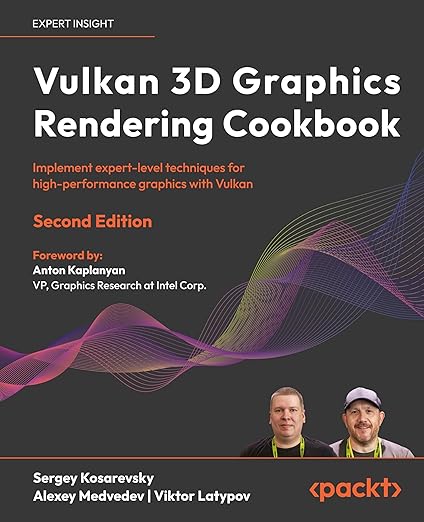 EXPERT INSIGHT
Vulkan 3D Graphics
Rendering Cookbook
Implement expert-level techniques for
high-performance graphics with Vulkan
Second Edition
Foreword by:
Anton Kaplanyan
VP, Graphics Research at Intel Corp.
Sergey Kosarevsky
Alexey Medvedev | Viktor Latypov
<packt>